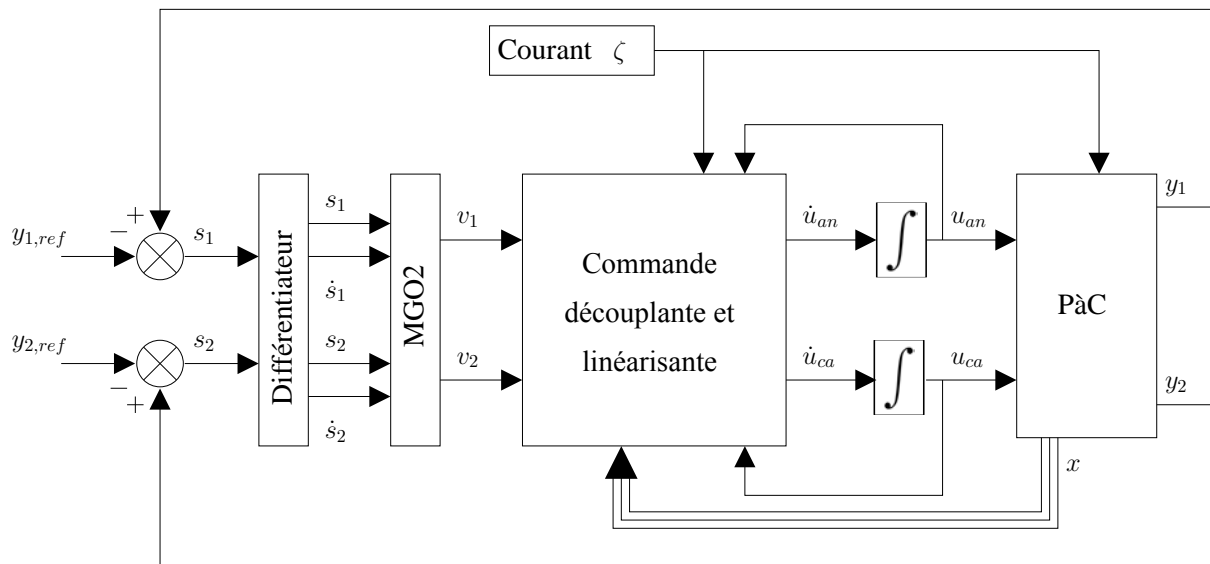 Courant ζ
+
−
y1,ref
s1
Différentiateur
s1
ṡ1
s2
ṡ2
MGO2
v1
v2
Commande
découplante et
linéarisante
u̇an
∫
uan
PàC
y1
y2,ref
−
+
s2
u̇ca
∫
uca
y2
x